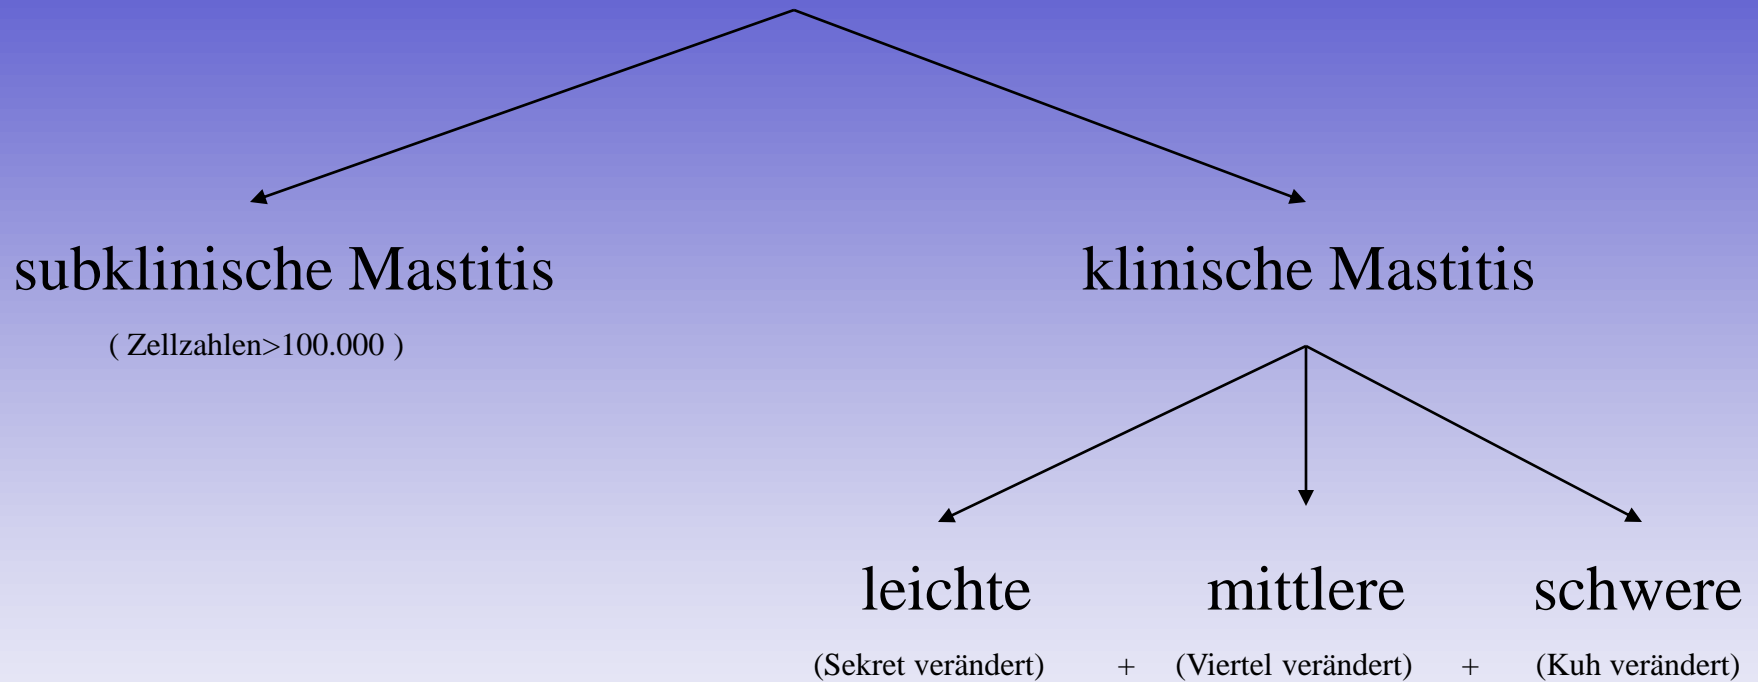 subklinische Mastitis
klinische Mastitis
( Zellzahlen>100.000 )
leichte mittlere schwere
(Sekret verändert) + (Viertel verändert) + (Kuh verändert)